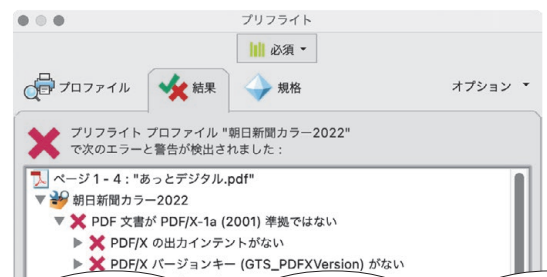 プリフライト
必須
プロファイル
結果
規格
オプション
プリフライト プロファイル "朝日新聞カラー2022"
で次のエラーと警告が検出されました：
ページ 1 - 4 : "あっとデジタル.pdf"
朝日新聞カラー2022
PDF 文書が PDF/X-1a (2001) 準拠ではない
PDF/X の出力インテントがない
PDF/X バージョンキー (GTS_PDFXVersion) がない